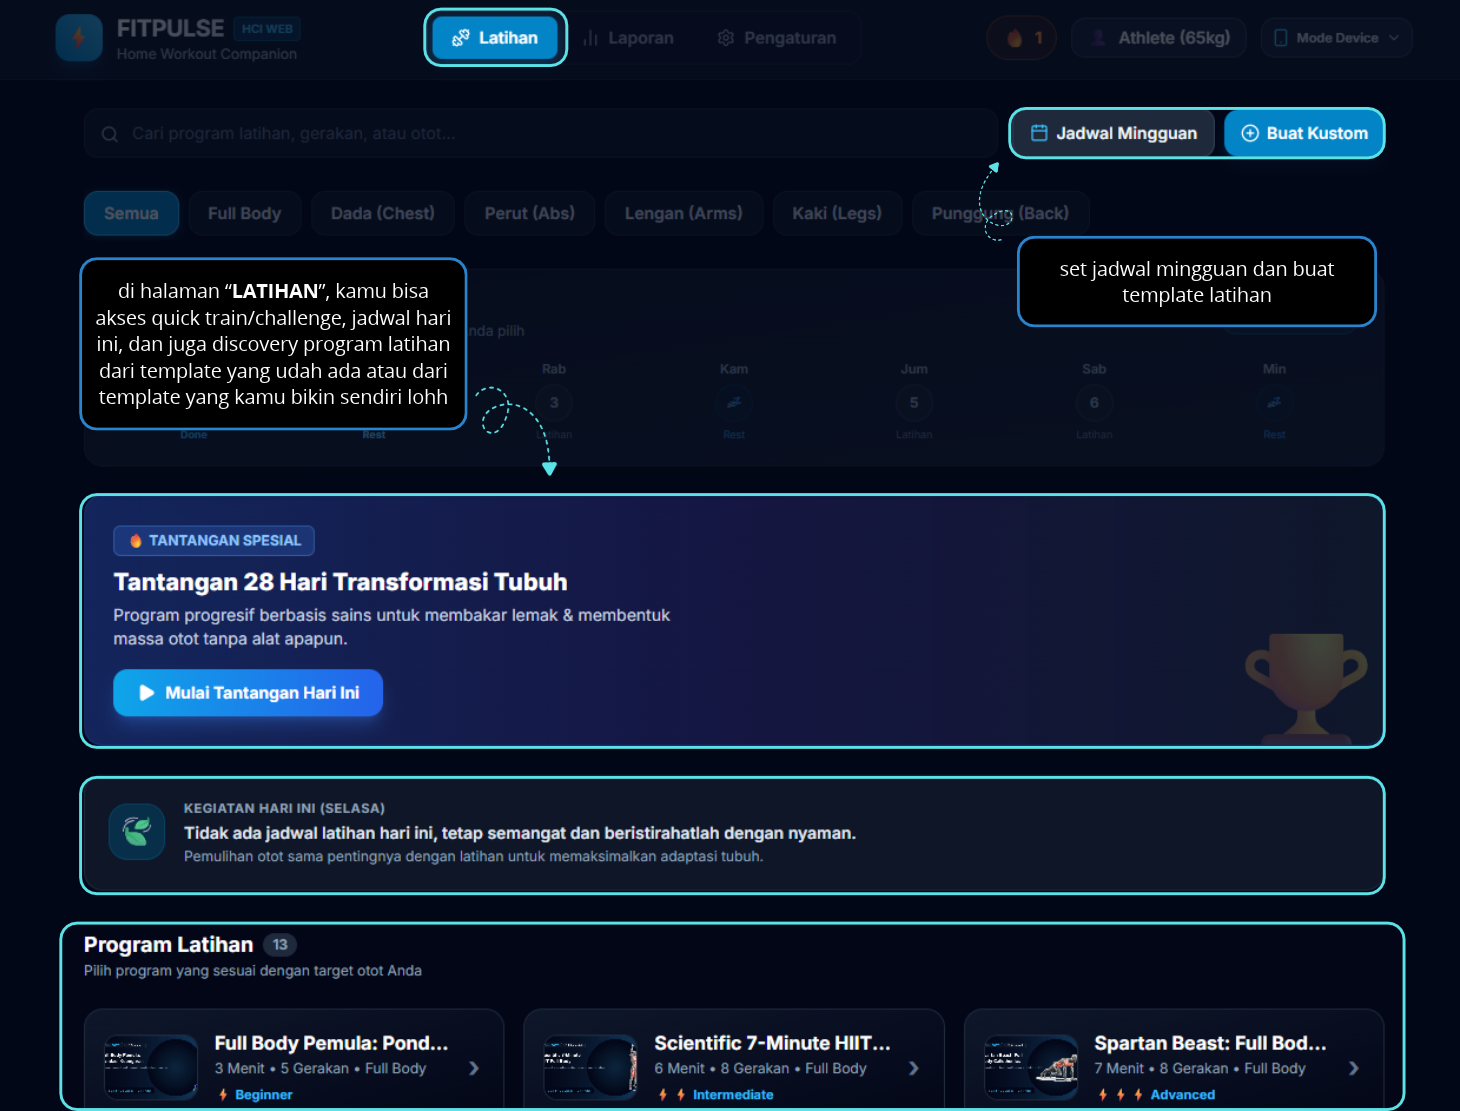 FITPULSE HCI WEB
Home Workout Companion
Latihan
Laporan
Pengaturan
1
Athlete (65kg)
Mode Device
Cari program latihan, gerakan, atau otot...
Jadwal Mingguan
Buat Kustom
Semua
Full Body
Dada (Chest)
Perut (Abs)
Lengan (Arms)
Kaki (Legs)
Punggung (Back)
di halaman “LATIHAN”, kamu bisa
akses quick train/challenge, jadwal hari
ini, dan juga discovery program latihan
dari template yang udah ada atau dari
template yang kamu bikin sendiri lohh
set jadwal mingguan dan buat
template latihan
nda pilih
Rab
Kam
Jum
Sab
Min
3
5
6
Done
Rest
Latihan
Rest
Latihan
Latihan
Rest
TANTANGAN SPESIAL
Tantangan 28 Hari Transformasi Tubuh
Program progresif berbasis sains untuk membakar lemak & membentuk
massa otot tanpa alat apapun.
Mulai Tantangan Hari Ini
KEGIATAN HARI INI (SELASA)
Tidak ada jadwal latihan hari ini, tetap semangat dan beristirahatlah dengan nyaman.
Pemulihan otot sama pentingnya dengan latihan untuk memaksimalkan adaptasi tubuh.
Program Latihan 13
Pilih program yang sesuai dengan target otot Anda
Full Body Pemula: Pond...
3 Menit • 5 Gerakan • Full Body
Beginner
Scientific 7-Minute HIIT...
6 Menit • 8 Gerakan • Full Body
Intermediate
Spartan Beast: Full Bod...
7 Menit • 8 Gerakan • Full Body
Advanced